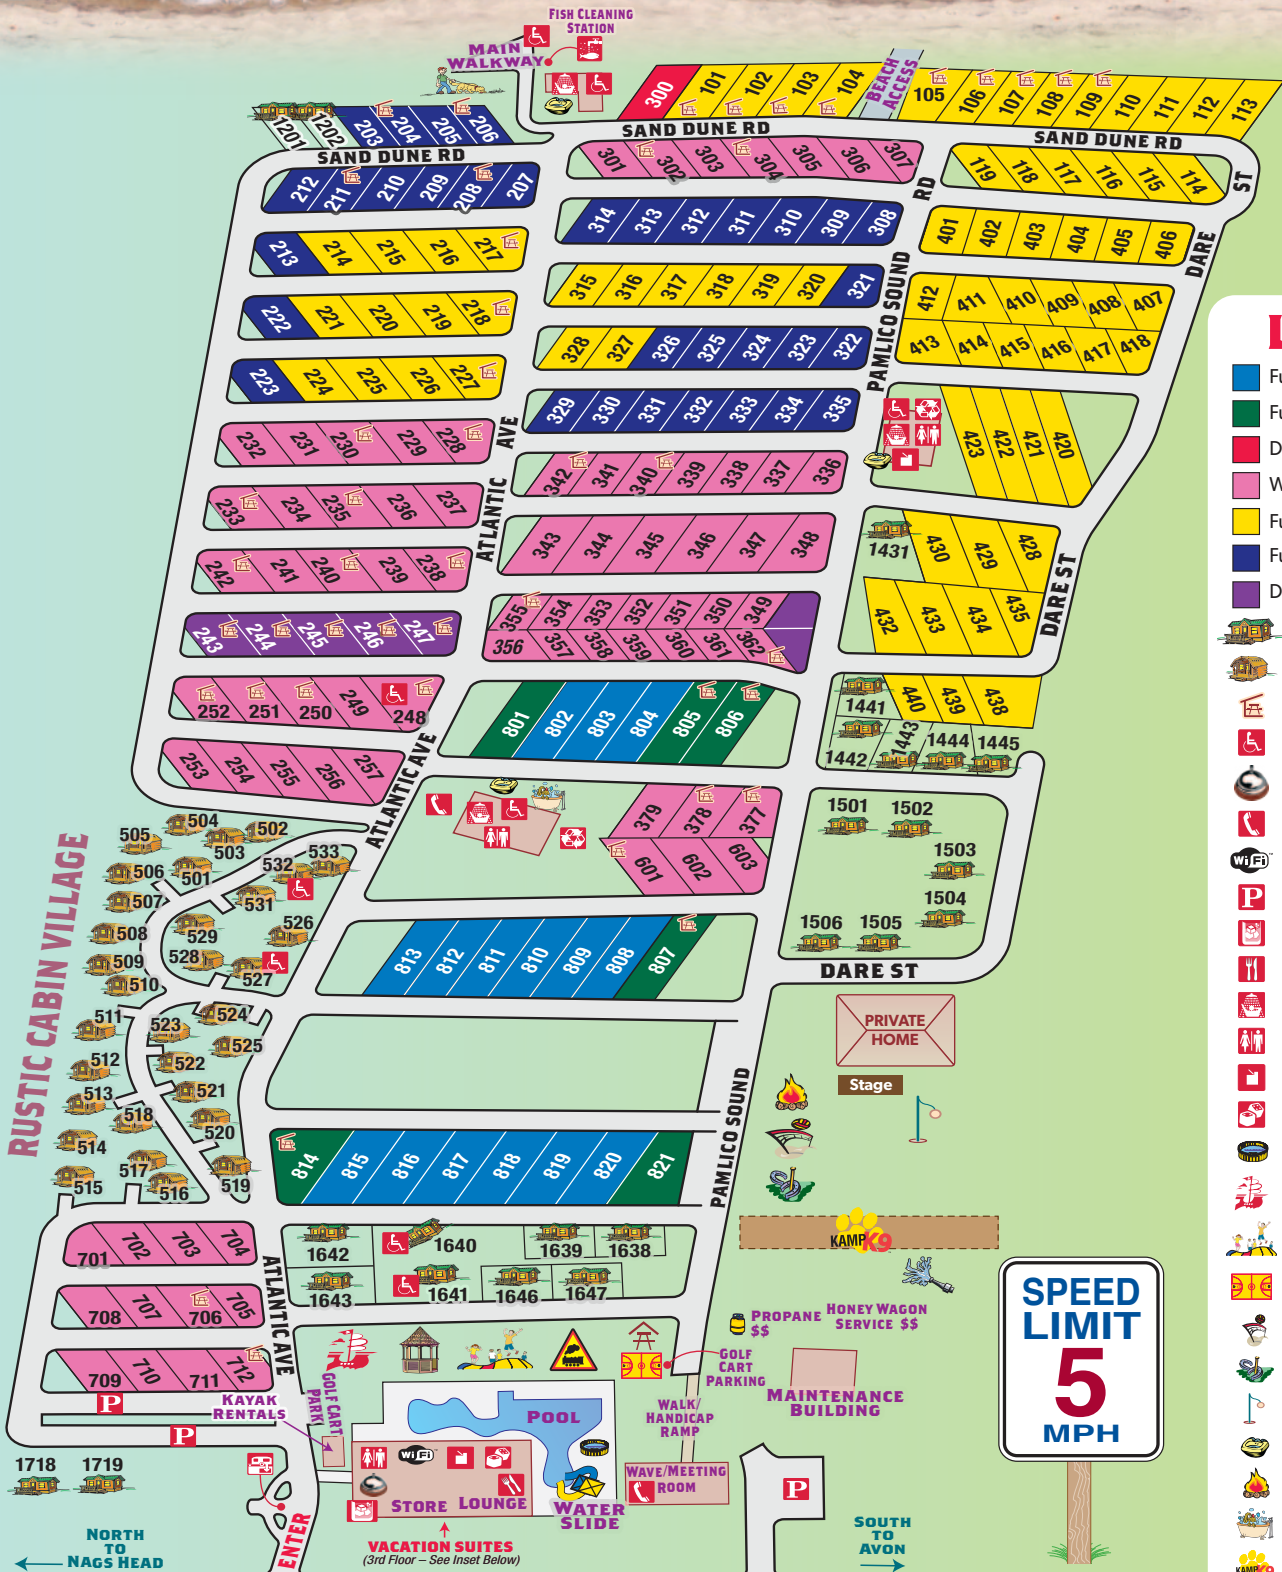 FISH CLEANING
STATION
MAIN
WALKWAY
BEACH
ACCESS
300 101 102 103 104
105 106 107 108 109 110 111 112 113
1201 1202 203 204 205 206
SAND DUNE RD
SAND DUNE RD
SAND DUNE RD
212 211 210 209 208 207
301 302 303 304 305 306 307
119 118 117 116 115 114
ST
RD
314 313 312 311 310 309 308
401 402 403 404 405 406
DARE
213 214 215 216 217
315 316 317 318 319 320 321
PAMLICO SOUND
412 411 410 409 408 407
413 414 415 416 417 418
222 221 220 219 218
328 327 326 325 324 323 322
223 224 225 226 227
329 330 331 332 333 334 335
423 422 421 420
AVE
ATLANTIC
232 231 230 229 228
342 341 340 339 338 337 336
233 234 235 236 237
343 344 345 346 347 348
1431 430 429 428
242 241 240 239 238
432 433 434 435
DARE ST
355 354 353 352 351 350 349
356 357 358 359 360 361 362
243 244 245 246 247
252 251 250 249 248
801 802 803 804 805 806
1441 440 439 438
1442 1443 1444 1445
253 254 255 256 257
ATLANTIC AVE
379 378 377
601 602 603
1501 1502
1503
1504
1506 1505
DARE ST
RUSTIC CABIN VILLAGE
505 504 502
503
506 501 532 533
507 531
508 529 526
509 528
510 527
511 523 524
525
512 522
513 521
518
514 520
517
515 516 519
813 812 811 810 809 808 807
PRIVATE
HOME
Stage
PAMLICO SOUND
814 815 816 817 818 819 820 821
701 702 703 704
1642 1640 1639 1638
1643 1641 1646 1647
KAMP K9
ATLANTIC AVE
708 707 706 705
709 710 711 712
PROPANE
$$
HONEY WAGON
SERVICE $$
GOLF
CART
PARKING
MAINTENANCE
BUILDING
WALK/
HANDICAP
RAMP
P
P
KAYAK
RENTALS
GOLF CART
PARK
POOL
WiFi
STORE
LOUNGE
WATER
SLIDE
WAVE/MEETING
ROOM
P
1718 1719
ENTER
VACATION SUITES
(3rd Floor – See Inset Below)
NORTH
TO
NAGS HEAD
SOUTH
TO
AVON
SPEED
LIMIT
5
MPH
L
Fu
Fu
D
W
Fu
Fu
D
WiFi
P
KAMP K9